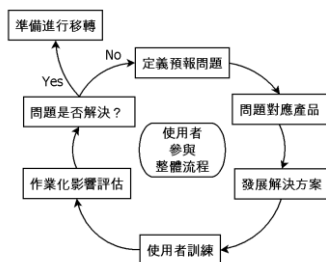 準備進行移轉
No
Yes
定義預報問題
問題是否解決？
問題對應產品
使用者
參與
整體流程
作業化影響評估
發展解決方案
使用者訓練